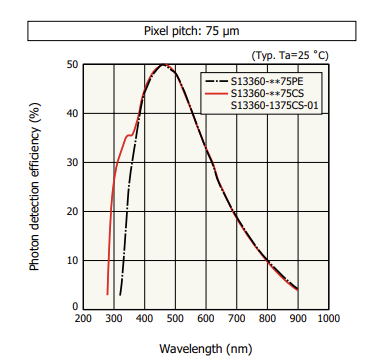 Pixel pitch: 75 µm
(Typ. Ta=25 ˚C)
50
40
30
20
10
0
Photon detection efficiency (%)
S13360-**75PE
S13360-**75CS
S13360-1375CS-01
200 300 400 500 600 700 800 900 1000
Wavelength (nm)